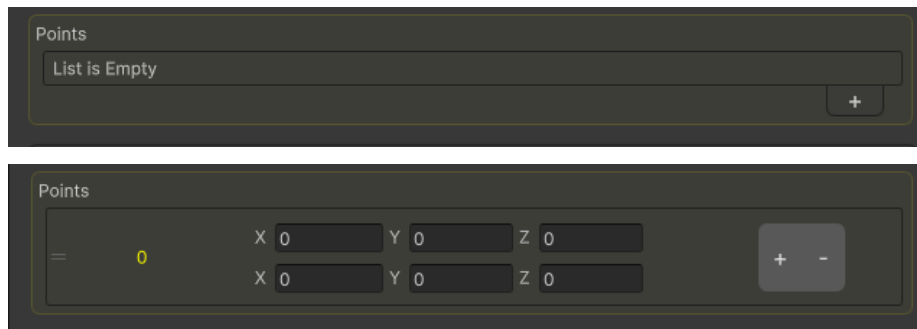 Points
List is Empty
+
Points
X 0 Y 0 Z 0
= 0 + -
X 0 Y 0 Z 0